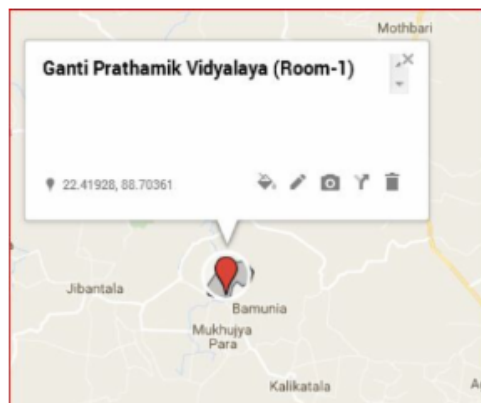 Mothbari
Ganti Prathamik Vidyalaya (Room-1)
22.41928, 88.70361
Jibantala
Bamunia
Mukhujya
Para
Kalikatala